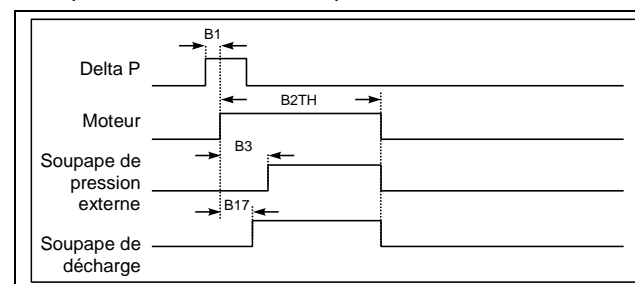 B1
Delta P
B2TH
Moteur
B3
Soupape de
pression
externe
B17
Soupape de
décharge